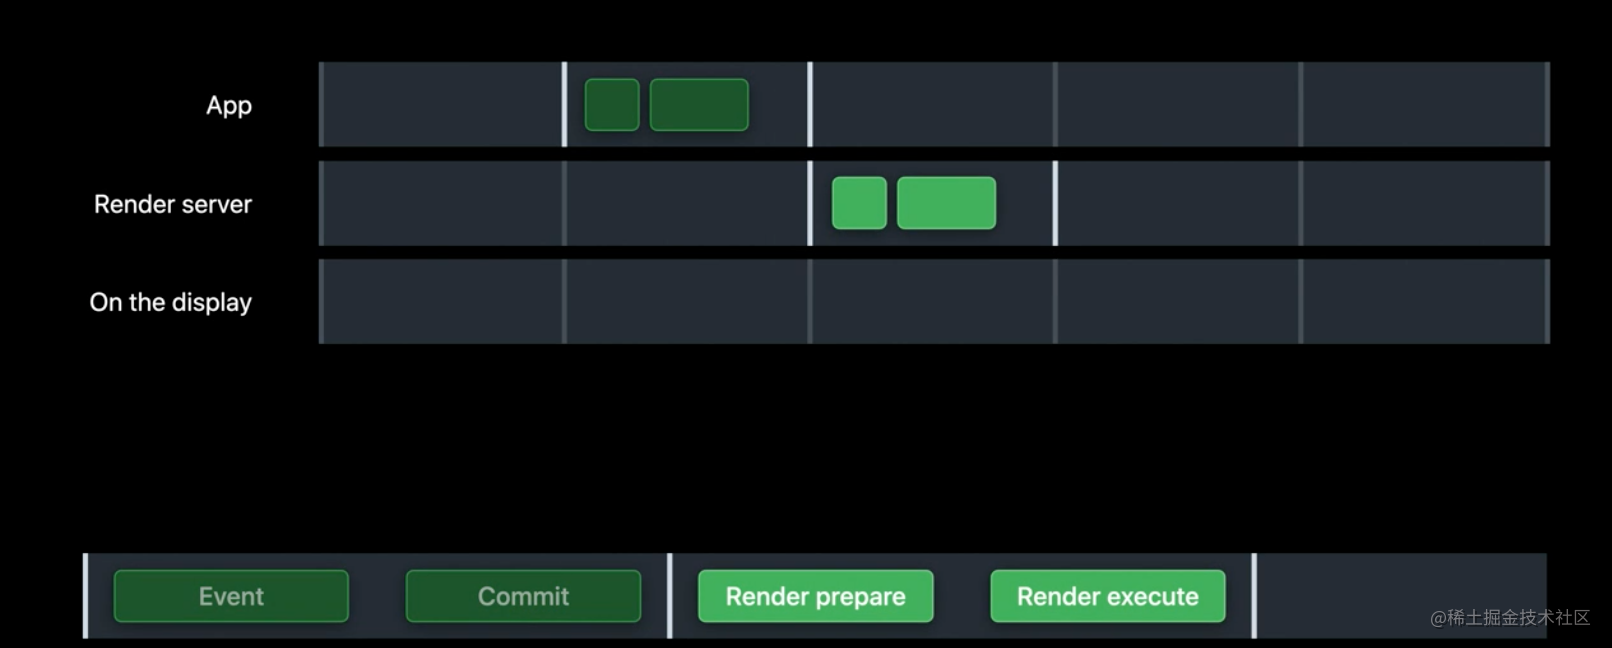 App
Render server
On the display
Event
Commit
Render prepare
Render execute
@稀土掘金技术社区